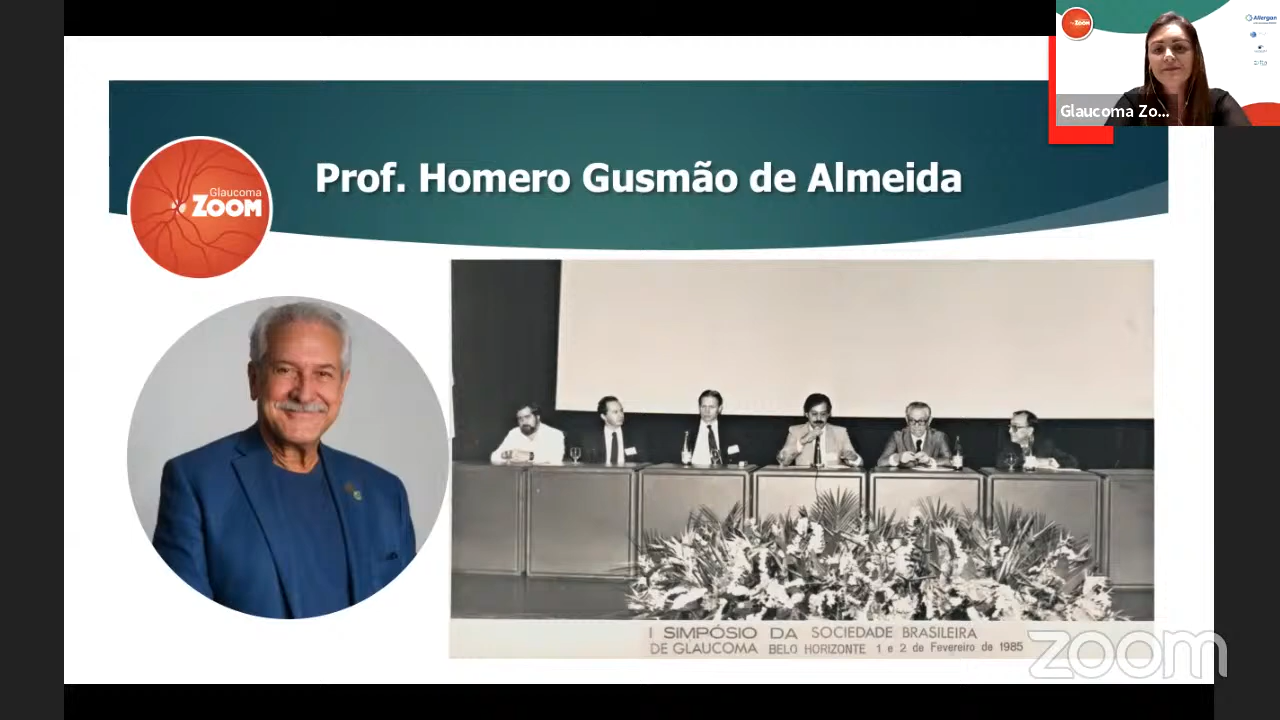 ZOOM
Allergan
Glaucoma Zo...
Prof. Homero Gusmão de Almeida
Glaucoma
ZOOM
I SIMPÓSIO DA SOCIEDADE BRASILEIRA
DE GLAUCOMA BELO HORIZONTE 1 e 2 de Fevereiro de 1985
zoom